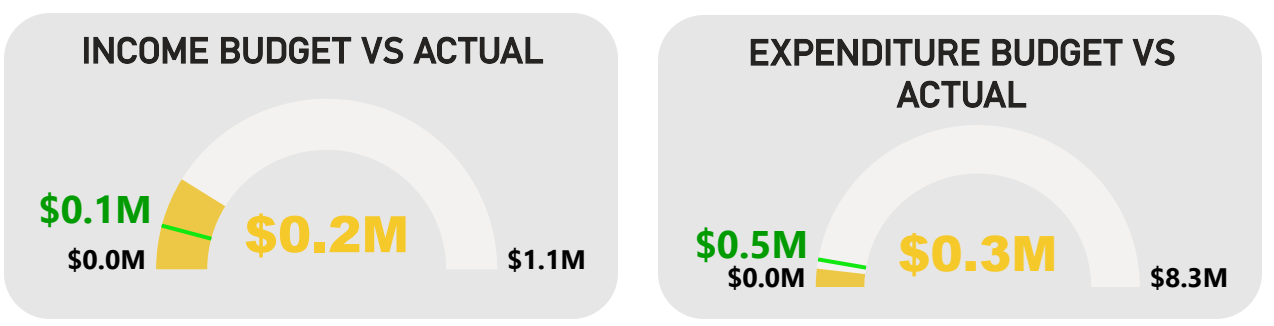 INCOME BUDGET VS ACTUAL
$0.1M
$0.2M
$0.0M
$1.1M
EXPENDITURE BUDGET VS
ACTUAL
$0.5M
$0.3M
$0.0M
$8.3M